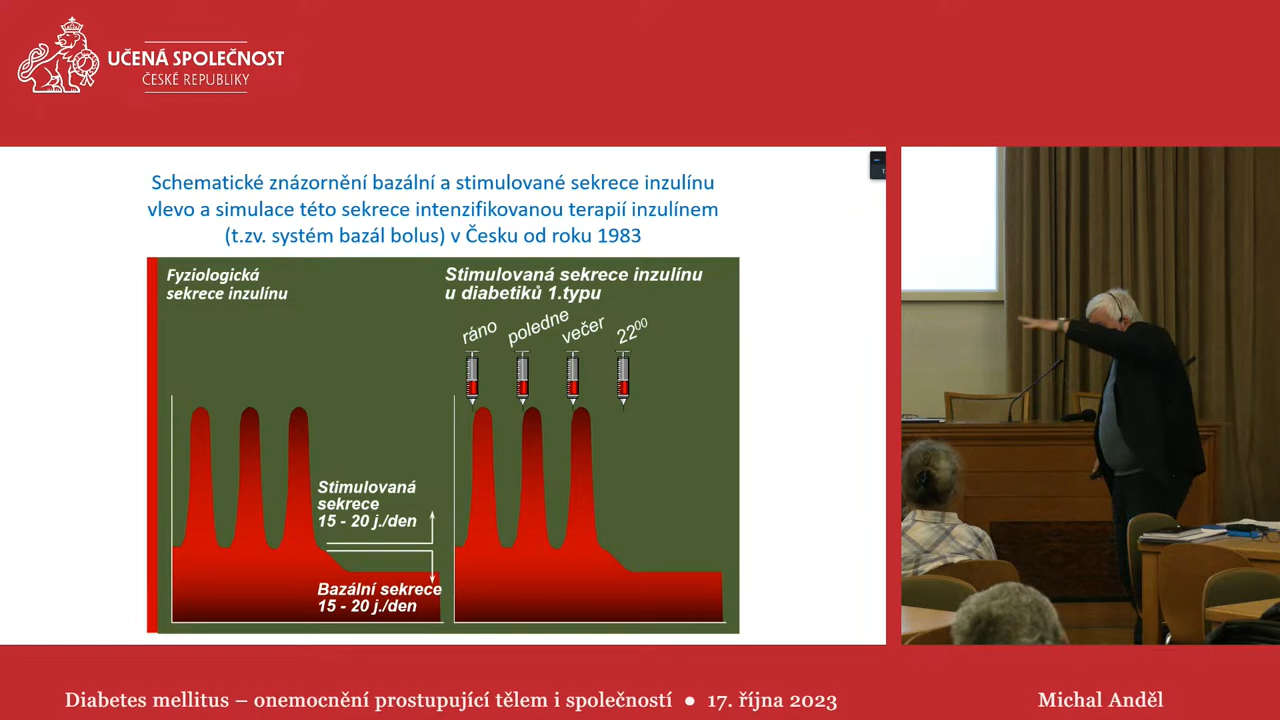 UČENÁ SPOLEČNOST
ČESKÉ REPUBLIKY
Schematické znázornění bazální a stimulované sekrece inzulínu
vlevo a simulace této sekrece intenzifikovanou terapií inzulínem
(t.zv. systém bazál bolus) v Česku od roku 1983
Fyziologická
sekrece inzulínu
Stimulovaná sekrece inzulínu
u diabetiků 1.typu
ráno
poledne
večer
22⁰⁰
Stimulovaná
sekrece
15 - 20 j./den
Bazální sekrece
15 - 20 j./den
Diabetes mellitus – onemocnění prostupující tělem i společností ● 17. října 2023
Michal Anděl